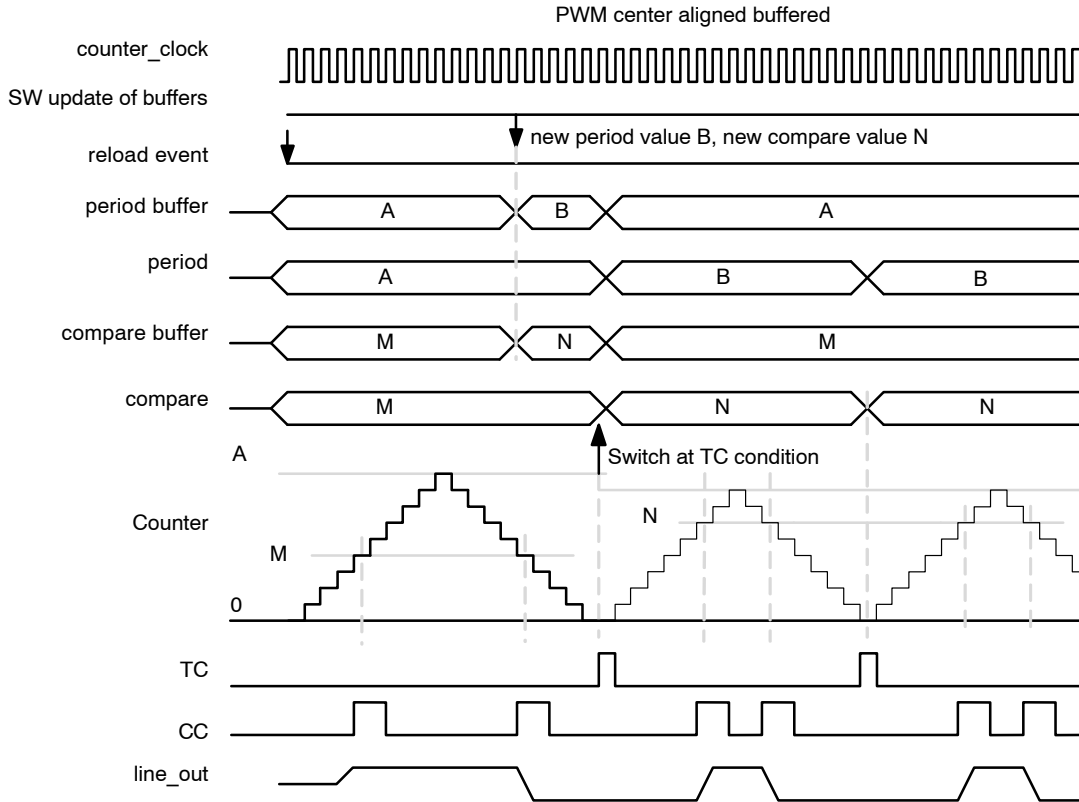 PWM center aligned buffered
counter_clock
SW update of buffers
new period value B, new compare value N
reload event
period buffer
A
B
A
period
A
B
B
compare buffer
M
N
M
compare
M
N
N
A
Switch at TC condition
Counter
N
M
0
TC
CC
line_out